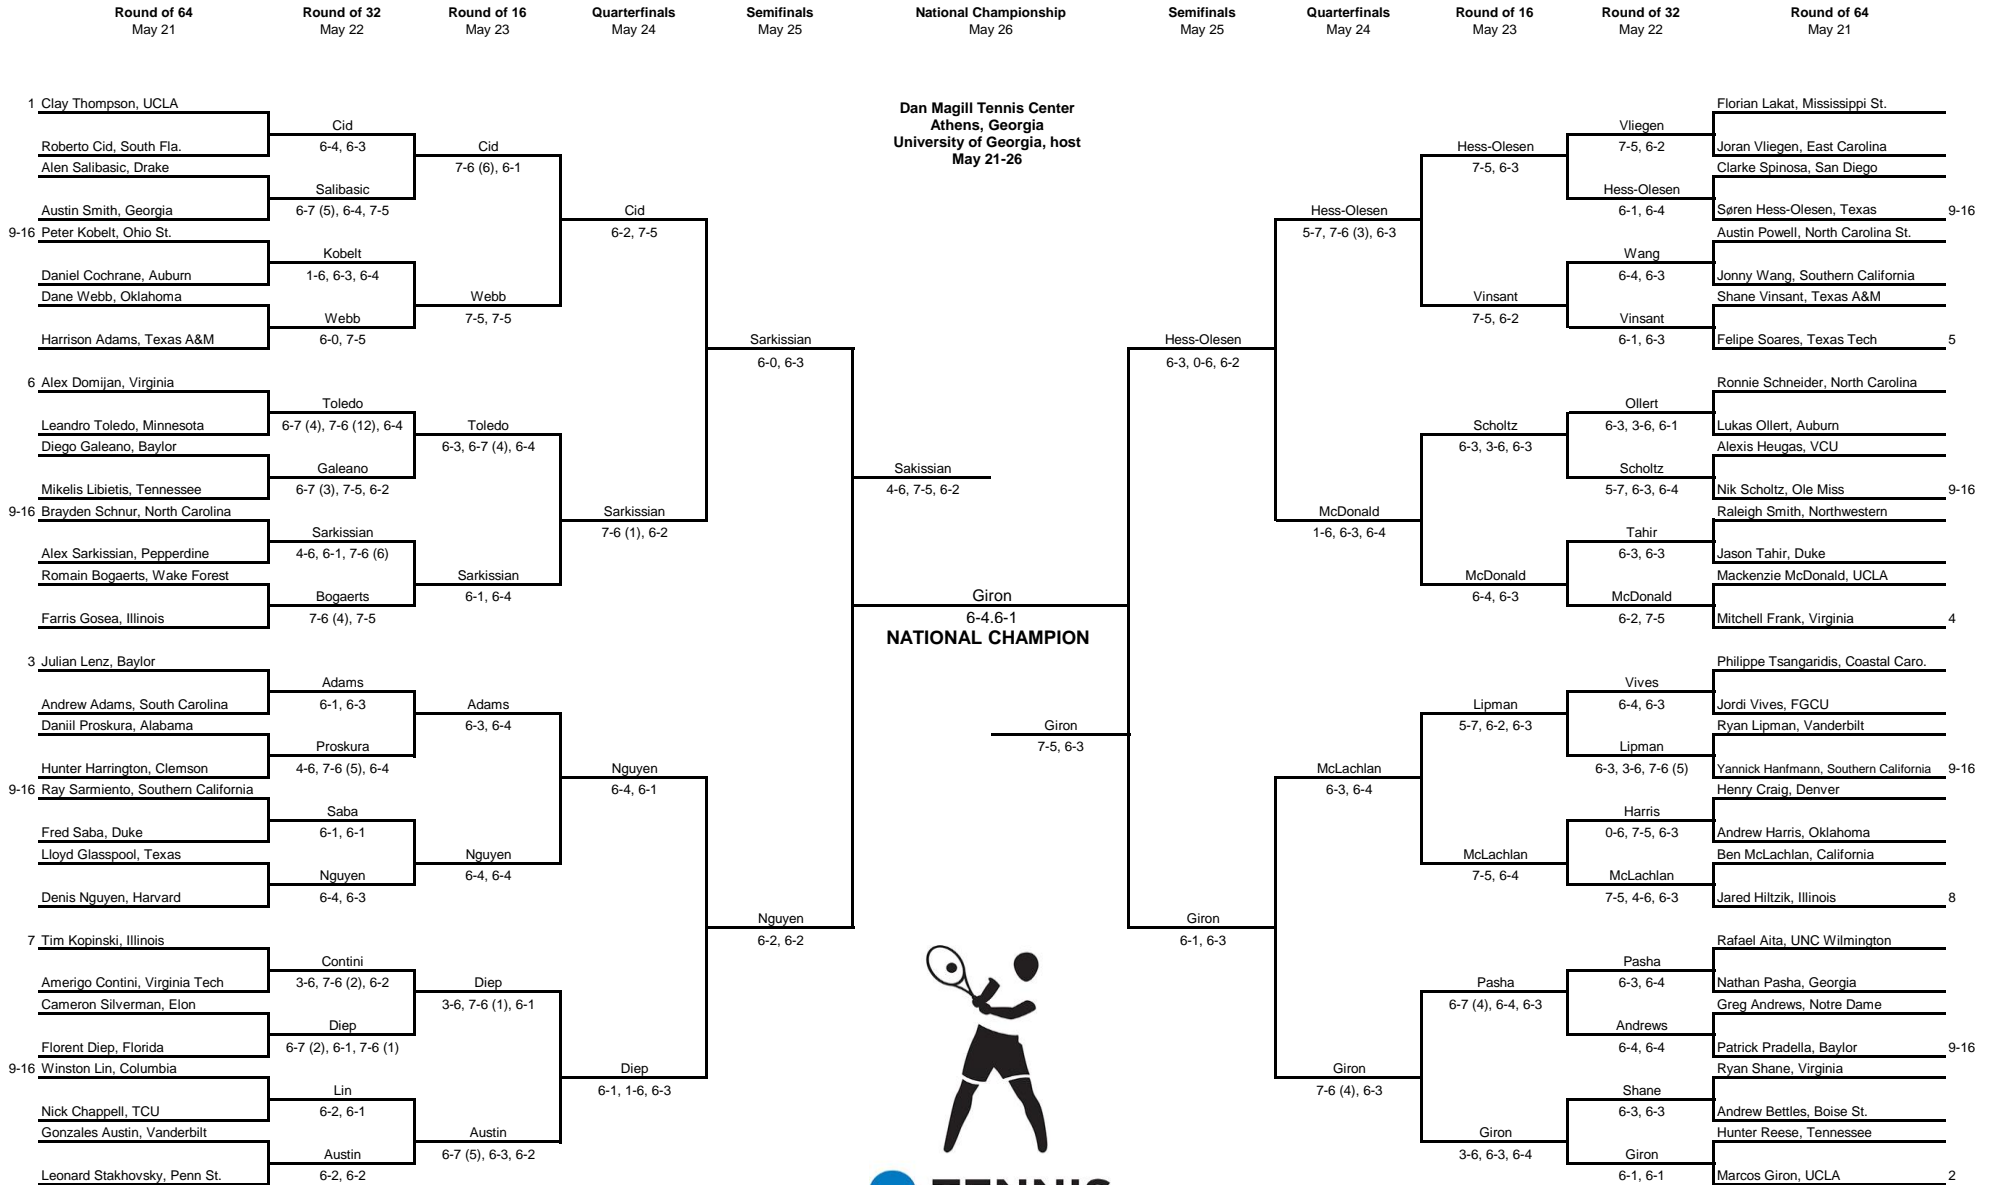 Round of 64 Round of 32 Round of 16 Quarterfinals Semifinals National Championship Semifinals Quarterfinals Round of 16 Round of 32 Round of 64
May 21 May 22 May 23 May 24 May 25 May 26 May 25 May 24 May 23 May 22 May 21
1 Clay Thompson, UCLA
Roberto Cid, South Fla.
Alen Salibasic, Drake
Austin Smith, Georgia
9-16 Peter Kobelt, Ohio St.
Daniel Cochrane, Auburn
Dane Webb, Oklahoma
Harrison Adams, Texas A&M
6 Alex Domijan, Virginia
Leandro Toledo, Minnesota
Diego Galeano, Baylor
Mikelis Libietis, Tennessee
9-16 Brayden Schnur, North Carolina
Alex Sarkissian, Pepperdine
Romain Bogaerts, Wake Forest
Farris Gosea, Illinois
3 Julian Lenz, Baylor
Andrew Adams, South Carolina
Daniil Proskura, Alabama
Hunter Harrington, Clemson
9-16 Ray Sarmiento, Southern California
Fred Saba, Duke
Lloyd Glasspool, Texas
Denis Nguyen, Harvard
7 Tim Kopinski, Illinois
Amerigo Contini, Virginia Tech
Cameron Silverman, Elon
Florent Diep, Florida
9-16 Winston Lin, Columbia
Nick Chappell, TCU
Gonzales Austin, Vanderbilt
Leonard Stakhovsky, Penn St.
Cid
6-4, 6-3
Salibasic
6-7 (5), 6-4, 7-5
Kobelt
1-6, 6-3, 6-4
Webb
6-0, 7-5
Toledo
6-7 (4), 7-6 (12), 6-4
Galeano
6-7 (3), 7-5, 6-2
Sarkissian
4-6, 6-1, 7-6 (6)
Bogaerts
7-6 (4), 7-5
Adams
6-1, 6-3
Proskura
4-6, 7-6 (5), 6-4
Saba
6-1, 6-1
Nguyen
6-4, 6-3
Contini
3-6, 7-6 (2), 6-2
Diep
6-7 (2), 6-1, 7-6 (1)
Lin
6-2, 6-1
Austin
6-2, 6-2
Cid
7-6 (6), 6-1
Webb
7-5, 7-5
Toledo
6-3, 6-7 (4), 6-4
Sarkissian
6-1, 6-4
Adams
6-3, 6-4
Nguyen
6-4, 6-4
Diep
3-6, 7-6 (1), 6-1
Austin
6-7 (5), 6-3, 6-2
Cid
6-2, 7-5
Sarkissian
7-6 (1), 6-2
Nguyen
6-4, 6-1
Diep
6-1, 1-6, 6-3
Sarkissian
6-0, 6-3
Nguyen
6-2, 6-2
Dan Magill Tennis Center
Athens, Georgia
University of Georgia, host
May 21-26
Sakissian
4-6, 7-5, 6-2
Giron
6-4.6-1
NATIONAL CHAMPION
Giron
7-5, 6-3
TENNIS
Hess-Olesen
6-3, 0-6, 6-2
Giron
6-1, 6-3
Hess-Olesen
5-7, 7-6 (3), 6-3
McDonald
1-6, 6-3, 6-4
McLachlan
6-3, 6-4
Giron
7-6 (4), 6-3
Hess-Olesen
7-5, 6-3
Vinsant
7-5, 6-2
Scholtz
6-3, 3-6, 6-3
McDonald
6-4, 6-3
Lipman
5-7, 6-2, 6-3
McLachlan
7-5, 6-4
Pasha
6-7 (4), 6-4, 6-3
Giron
3-6, 6-3, 6-4
Vliegen
7-5, 6-2
Hess-Olesen
6-1, 6-4
Wang
6-4, 6-3
Vinsant
6-1, 6-3
Ollert
6-3, 3-6, 6-1
Scholtz
5-7, 6-3, 6-4
Tahir
6-3, 6-3
McDonald
6-2, 7-5
Vives
6-4, 6-3
Lipman
6-3, 3-6, 7-6 (5)
Harris
0-6, 7-5, 6-3
McLachlan
7-5, 4-6, 6-3
Pasha
6-3, 6-4
Andrews
6-4, 6-4
Shane
6-3, 6-3
Giron
6-1, 6-1
Florian Lakat, Mississippi St.
Joran Vliegen, East Carolina
Clarke Spinosa, San Diego
Søren Hess-Olesen, Texas 9-16
Austin Powell, North Carolina St.
Jonny Wang, Southern California
Shane Vinsant, Texas A&M
Felipe Soares, Texas Tech 5
Ronnie Schneider, North Carolina
Lukas Ollert, Auburn
Alexis Heugas, VCU
Nik Scholtz, Ole Miss 9-16
Raleigh Smith, Northwestern
Jason Tahir, Duke
Mackenzie McDonald, UCLA
Mitchell Frank, Virginia 4
Philippe Tsangaridis, Coastal Caro.
Jordi Vives, FGCU
Ryan Lipman, Vanderbilt
Yannick Hanfmann, Southern California 9-16
Henry Craig, Denver
Andrew Harris, Oklahoma
Ben McLachlan, California
Jared Hiltzik, Illinois 8
Rafael Aita, UNC Wilmington
Nathan Pasha, Georgia
Greg Andrews, Notre Dame
Patrick Pradella, Baylor 9-16
Ryan Shane, Virginia
Andrew Bettles, Boise St.
Hunter Reese, Tennessee
Marcos Giron, UCLA 2